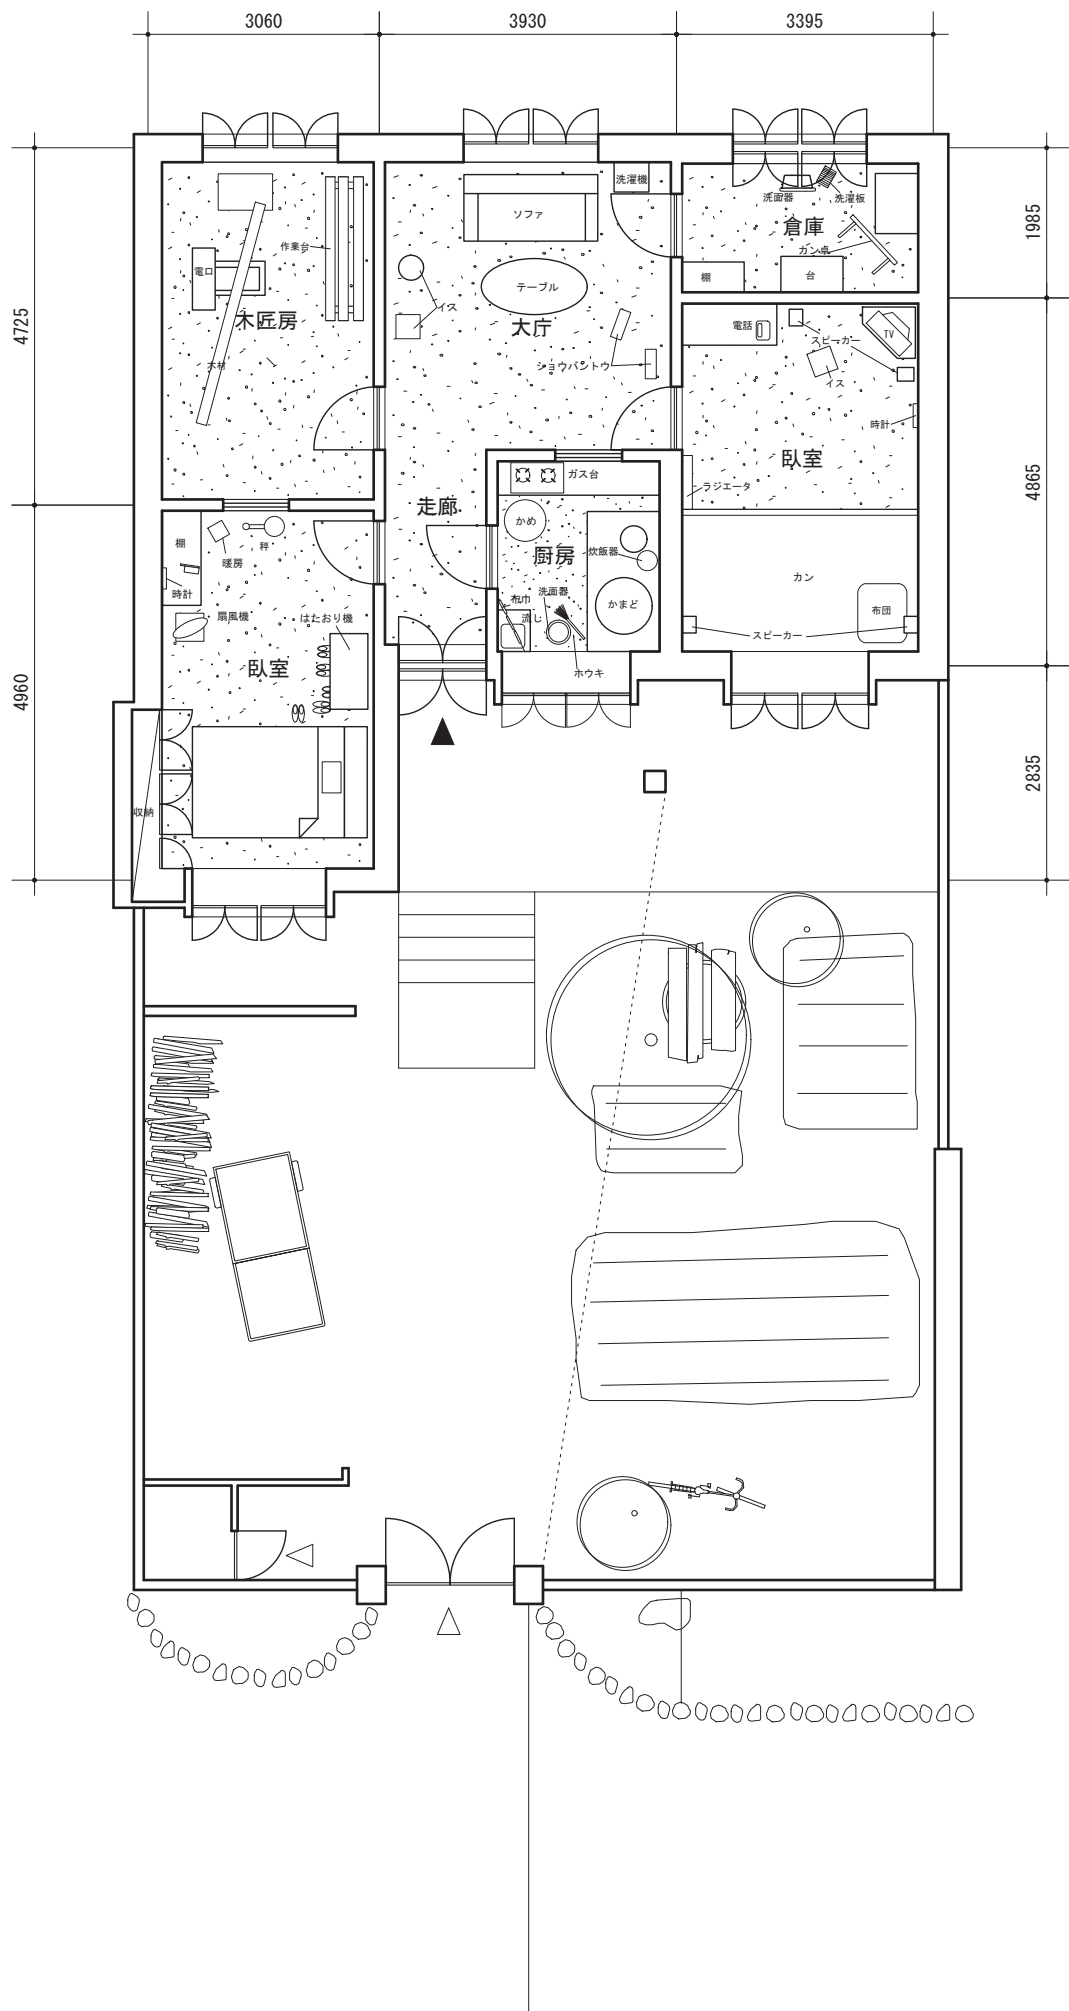 3060 3930 3395
4725
4960
1985
4865
2835
洗濯機
ソファ
洗面器
洗濯板
倉庫
カン卓
棚
台
作業台
電口
木匠房
木材
テーブル
イス
大厅
ショウバントウ
電話
スピーカー
TV
イス
時計
臥室
ラジエータ
カン
布団
スピーカー
走廊
ガス台
かめ
厨房
炊飯器
布巾
洗面器
流し
かまど
ホウキ
棚
暖房
秤
時計
扇風機
はたおり機
臥室
収納